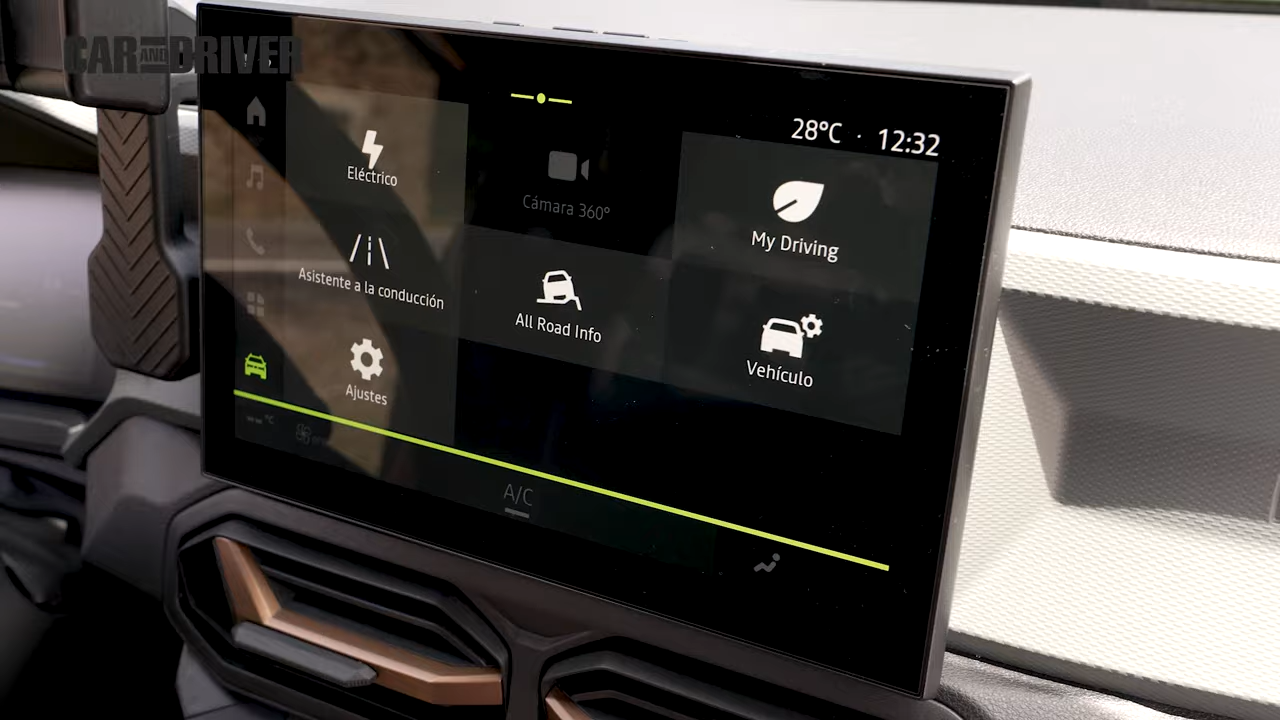 CAR AND DRIVER
28°C · 12:32
Eléctrico
Cámara 360°
My Driving
Asistente a la conducción
All Road Info
Vehículo
Ajustes
-- °C
A/C